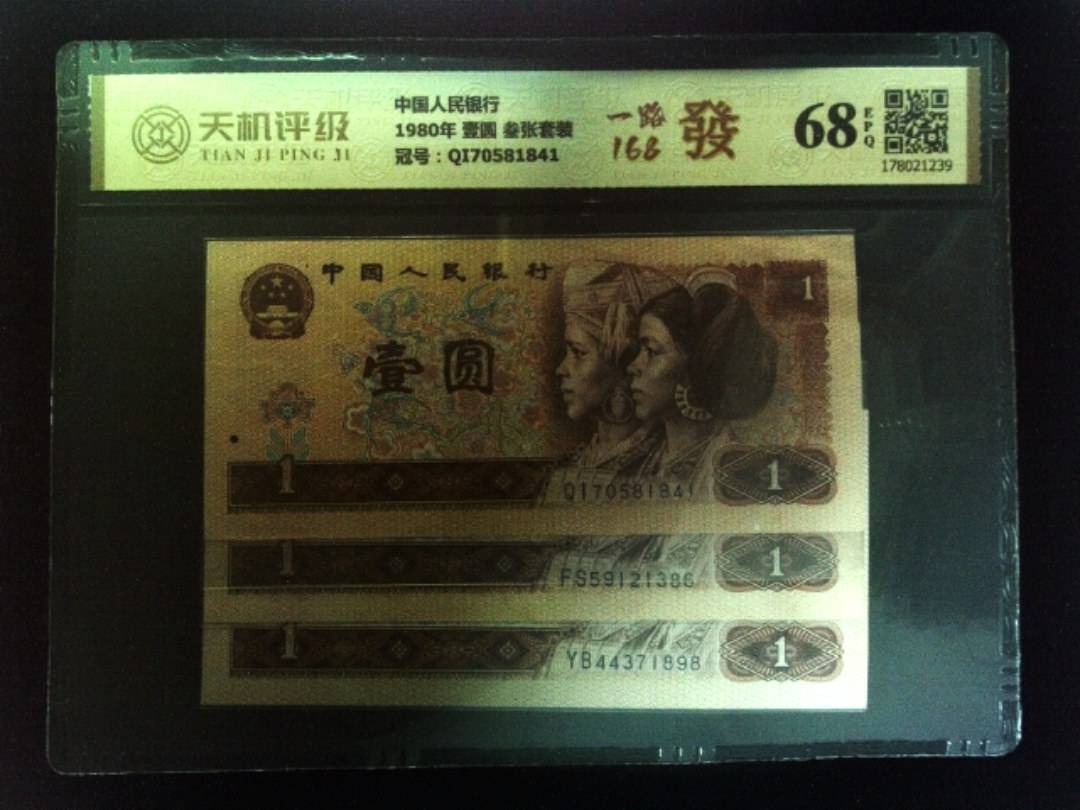 天机评级
TIAN JI PING JI
中国人民银行
1980年 壹圆 叁张套装
冠号：QI70581841
一路
168
發
68
EPQ
178021239
中国人民银行
1
壹圆
1
QI70581841
1
1
FS59121386
1
1
YB44371898
1